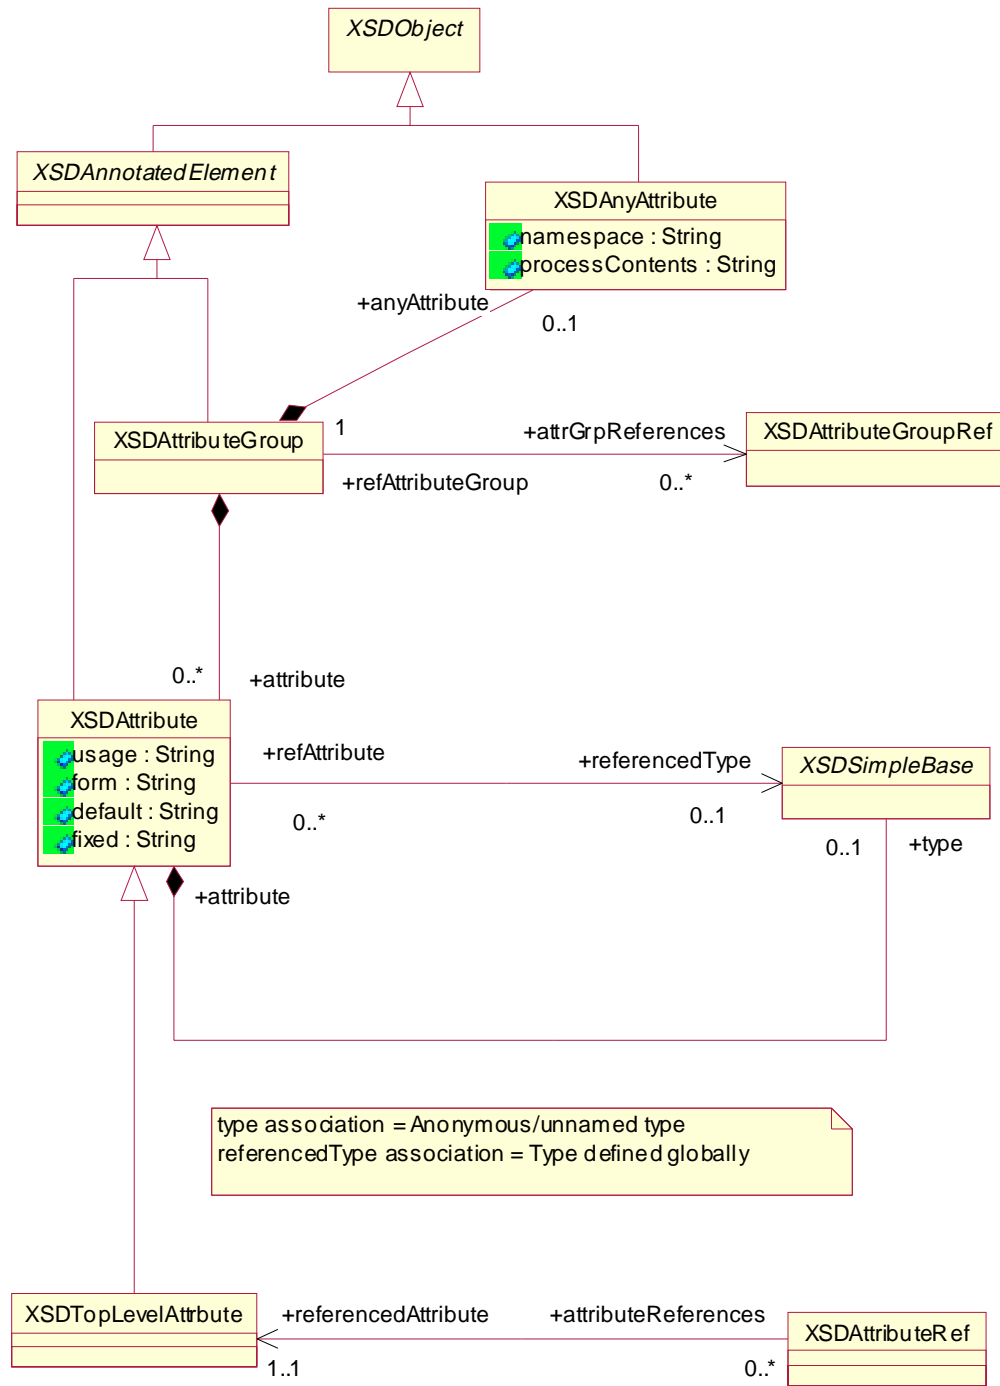 XSDObject
XSDAnnotatedElement
XSDAnyAttribute
namespace : String
processContents : String
+anyAttribute
0..1
XSDAttributeGroup
1
+attrGrpReferences
XSDAttributeGroupRef
+refAttributeGroup
0..*
0..*
+attribute
XSDAttribute
usage : String
form : String
default : String
fixed : String
+refAttribute
+referencedType
XSDSimpleBase
0..*
0..1
0..1
+type
+attribute
type association = Anonymous/unnamed type
referencedType association = Type defined globally
XSDTopLevelAttrbute
+referencedAttribute
+attributeReferences
XSDAttributeRef
1..1
0..*